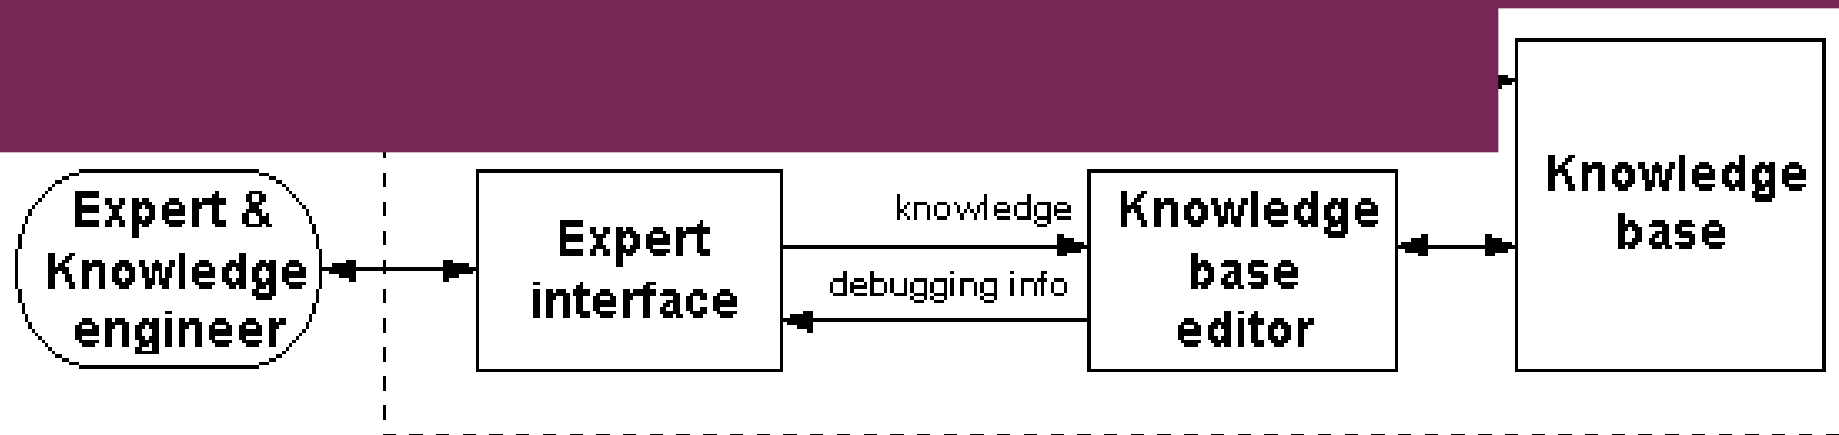 Expert &
Knowledge
engineer
Expert
interface
knowledge
debugging info
Knowledge
base
editor
Knowledge
base